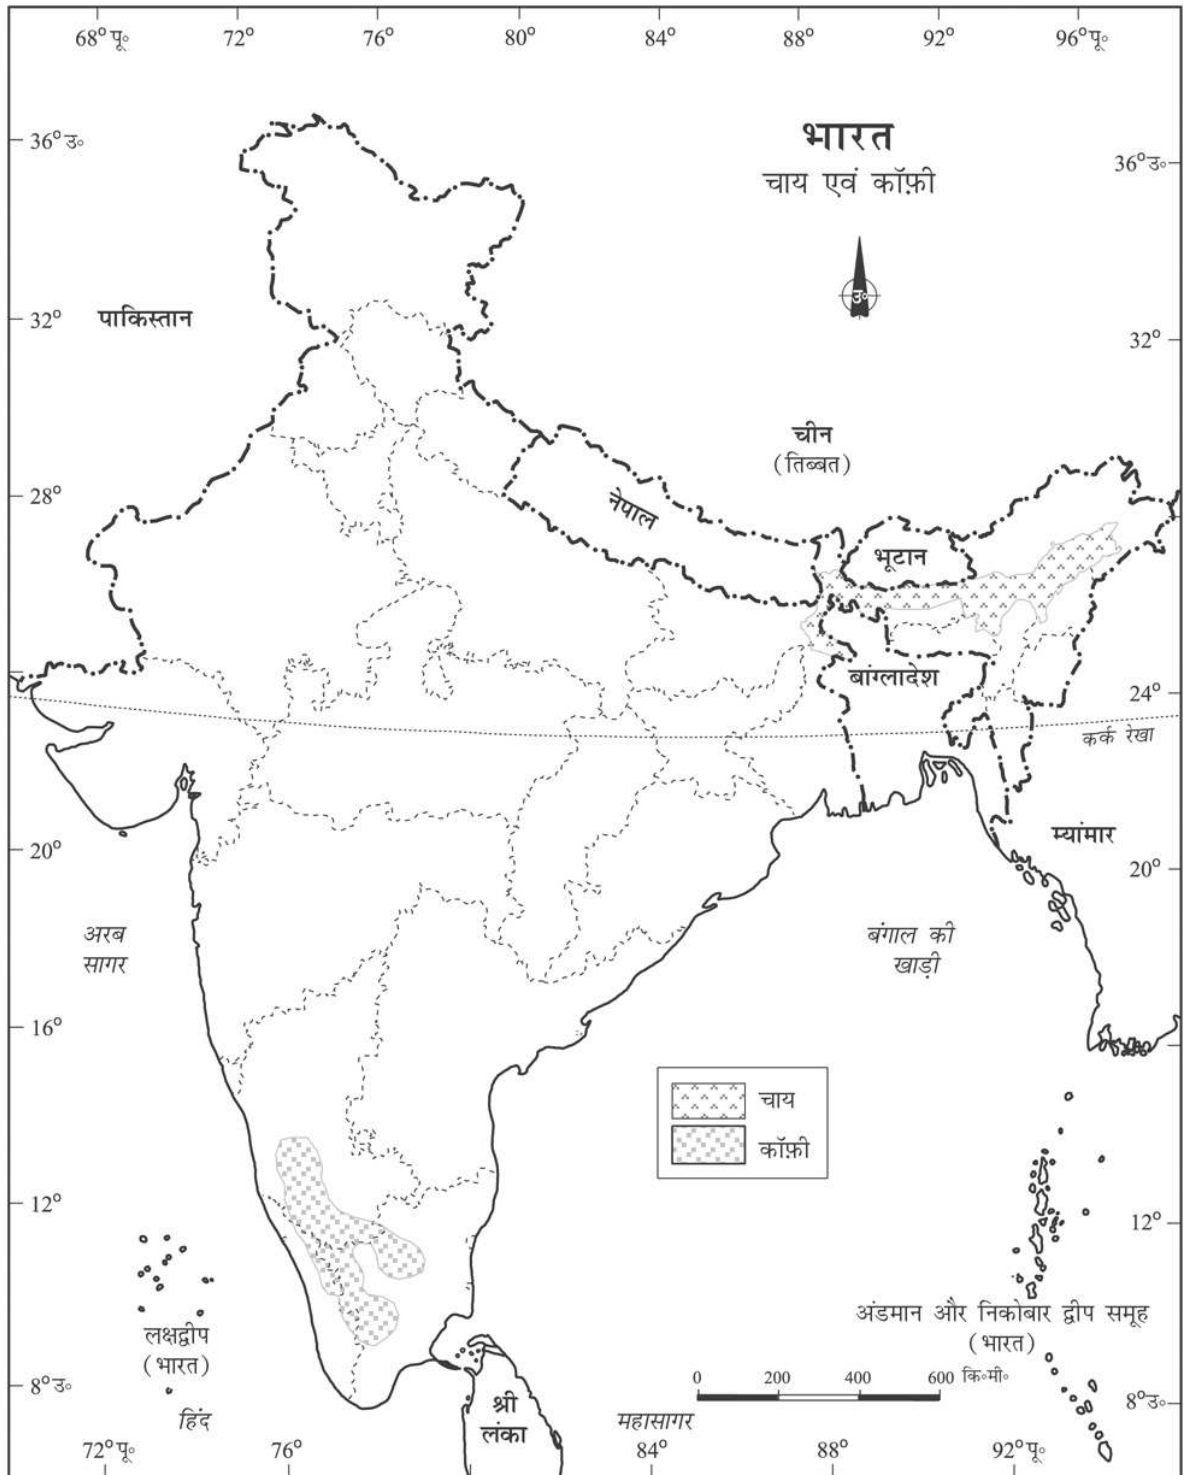 68° पू॰ 72° 76° 80° 84° 88° 92° 96° पू॰
भारत
चाय एवं कॉफ़ी
36° उ॰
36° उ॰
उ॰
पाकिस्तान
32°
32°
चीन
(तिब्बत)
28°
नेपाल
भूटान
बांग्लादेश
24°
कर्क रेखा
म्यांमार
20°
20°
अरब
सागर
बंगाल की
खाड़ी
16°
चाय
कॉफ़ी
12°
12°
अंडमान और निकोबार द्वीप समूह
(भारत)
लक्षद्वीप
(भारत)
0 200 400 600 कि॰मी॰
8° उ॰
8° उ॰
श्री
लंका
हिंद
महासागर
72° पू॰ 76° 84° 88° 92° पू॰